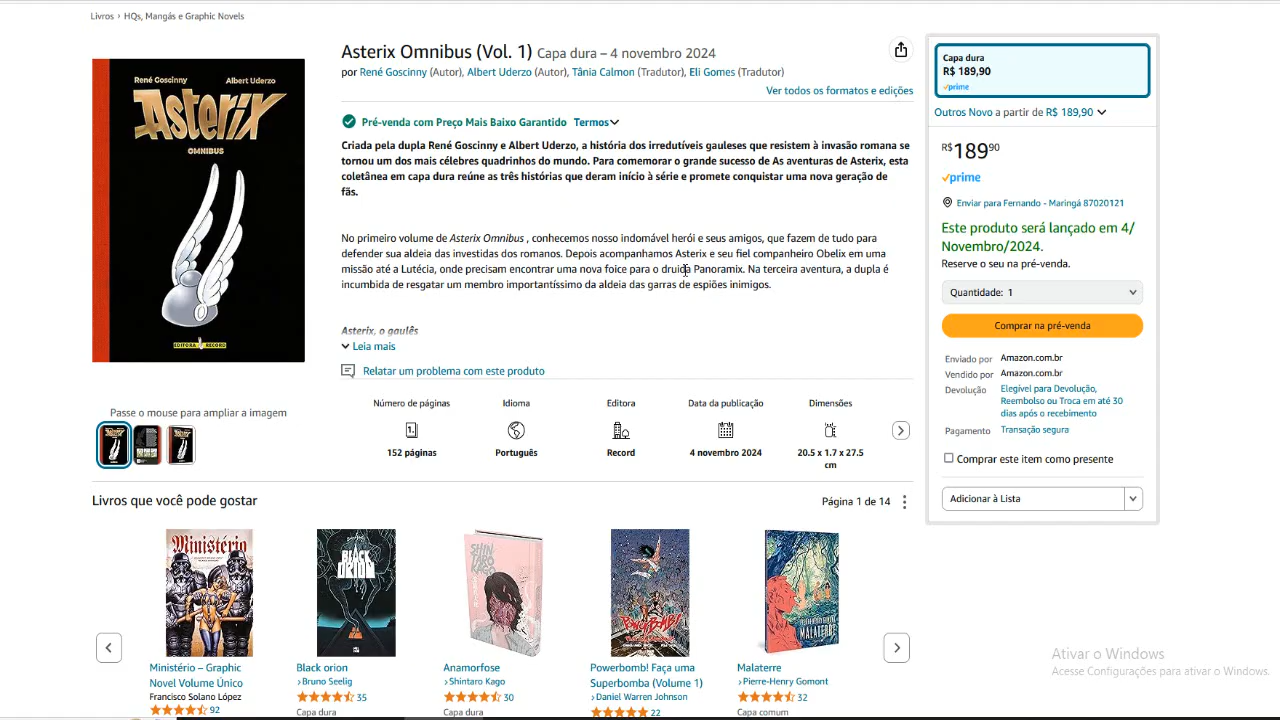 Livros › HQs, Mangás e Graphic Novels
René Goscinny
Albert Uderzo
Asterix
OMNIBUS
EDITORA RECORD
Passe o mouse para ampliar a imagem
Asterix Omnibus (Vol. 1) Capa dura – 4 novembro 2024
por René Goscinny (Autor), Albert Uderzo (Autor), Tânia Calmon (Tradutor), Eli Gomes (Tradutor)
Ver todos os formatos e edições
Pré-venda com Preço Mais Baixo Garantido Termos
Criada pela dupla René Goscinny e Albert Uderzo, a história dos irredutíveis gauleses que resistem à invasão romana se
tornou um dos mais célebres quadrinhos do mundo. Para comemorar o grande sucesso de As aventuras de Asterix, esta
coletânea em capa dura reúne as três histórias que deram início à série e promete conquistar uma nova geração de
fãs.
No primeiro volume de Asterix Omnibus , conhecemos nosso indomável herói e seus amigos, que fazem de tudo para
defender sua aldeia das investidas dos romanos. Depois acompanhamos Asterix e seu fiel companheiro Obelix em uma
missão até a Lutécia, onde precisam encontrar uma nova foice para o druida Panoramix. Na terceira aventura, a dupla é
incumbida de resgatar um membro importantíssimo da aldeia das garras de espiões inimigos.
Asterix, o gaulês
Leia mais
Relatar um problema com este produto
Número de páginas
152 páginas
Idioma
Português
Editora
Record
Data da publicação
4 novembro 2024
Dimensões
20.5 x 1.7 x 27.5
cm
Capa dura
R$ 189,90
prime
Outros Novo a partir de R$ 189,90
R$ 189 90
prime
Enviar para Fernando - Maringá 87020121
Este produto será lançado em 4/
Novembro/2024.
Reserve o seu na pré-venda.
Quantidade: 1
Comprar na pré-venda
Enviado por Amazon.com.br
Vendido por Amazon.com.br
Devolução Elegível para Devolução,
Reembolso ou Troca em até 30
dias após o recebimento
Pagamento Transação segura
Comprar este item como presente
Adicionar à Lista
Livros que você pode gostar
Página 1 de 14
Ministério
BLACK
ORION
SHIN
TARO
KAGO
MALATERRE
Ministério – Graphic
Novel Volume Único
Francisco Solano López
92
Black orion
› Bruno Seelig
35
Capa dura
Anamorfose
› Shintaro Kago
30
Capa dura
Powerbomb! Faça uma
Superbomba (Volume 1)
› Daniel Warren Johnson
22
Malaterre
› Pierre-Henry Gomont
32
Capa comum
Ativar o Windows
Acesse Configurações para ativar o Windows.